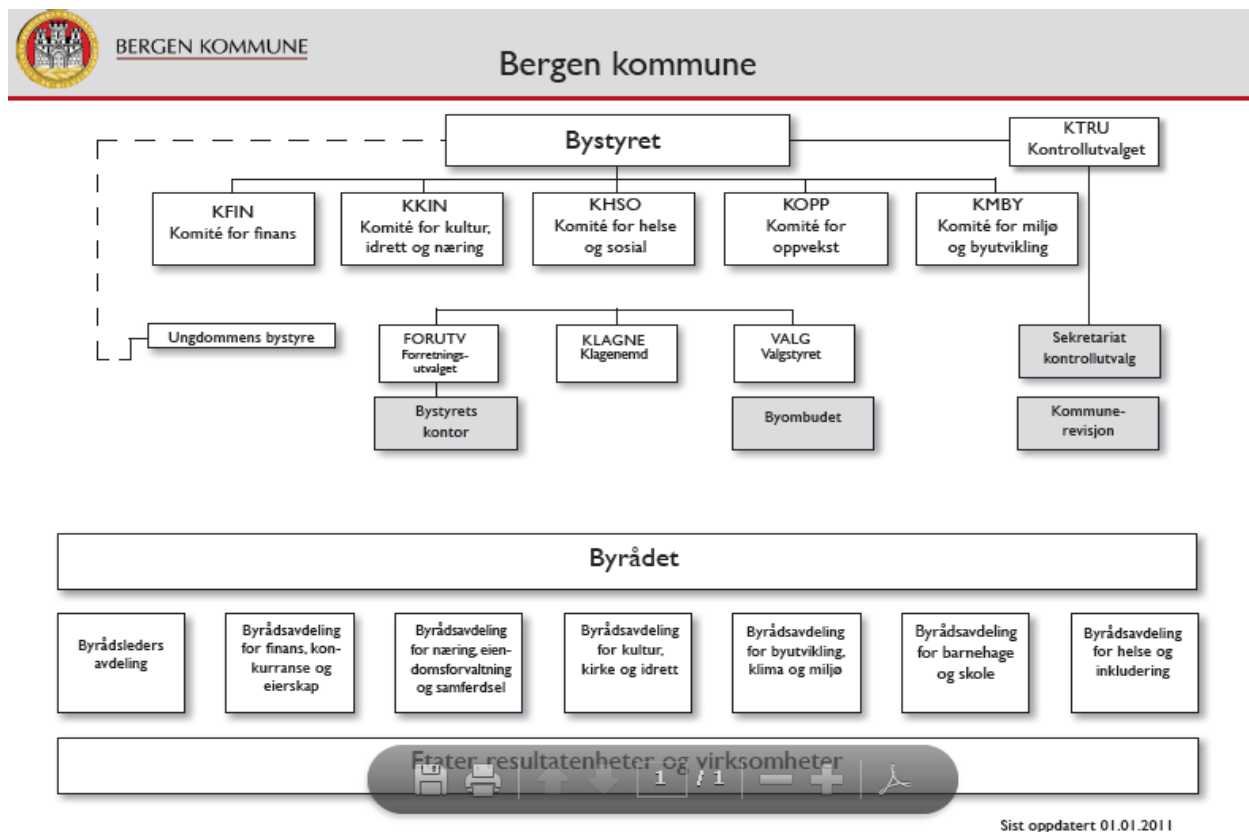 BERGEN KOMMUNE
Bergen kommune
Bystyret
KTRU
Kontrollutvalget
KFIN
Komité for finans
KKIN
Komité for kultur,
idrett og næring
KHSO
Komité for helse
og sosial
KOPP
Komité for
oppvekst
KMBY
Komité for miljø
og byutvikling
Ungdommens bystyre
FORUTV
Forretnings-
utvalget
KLAGNE
Klagenemd
VALG
Valgstyret
Sekretariat
kontrollutvalg
Bystyrets
kontor
Byombudet
Kommune-
revisjon
Byrådet
Byrådsleders
avdeling
Byrådsavdeling
for finans, kon-
kurranse og
eierskap
Byrådsavdeling
for næring, eien-
domsforvaltning
og samferdsel
Byrådsavdeling
for kultur,
kirke og idrett
Byrådsavdeling
for byutvikling,
klima og miljø
Byrådsavdeling
for barnehage
og skole
Byrådsavdeling
for helse og
inkludering
Etater, resultatenheter og virksomheter
1 / 1
Sist oppdatert 01.01.2011